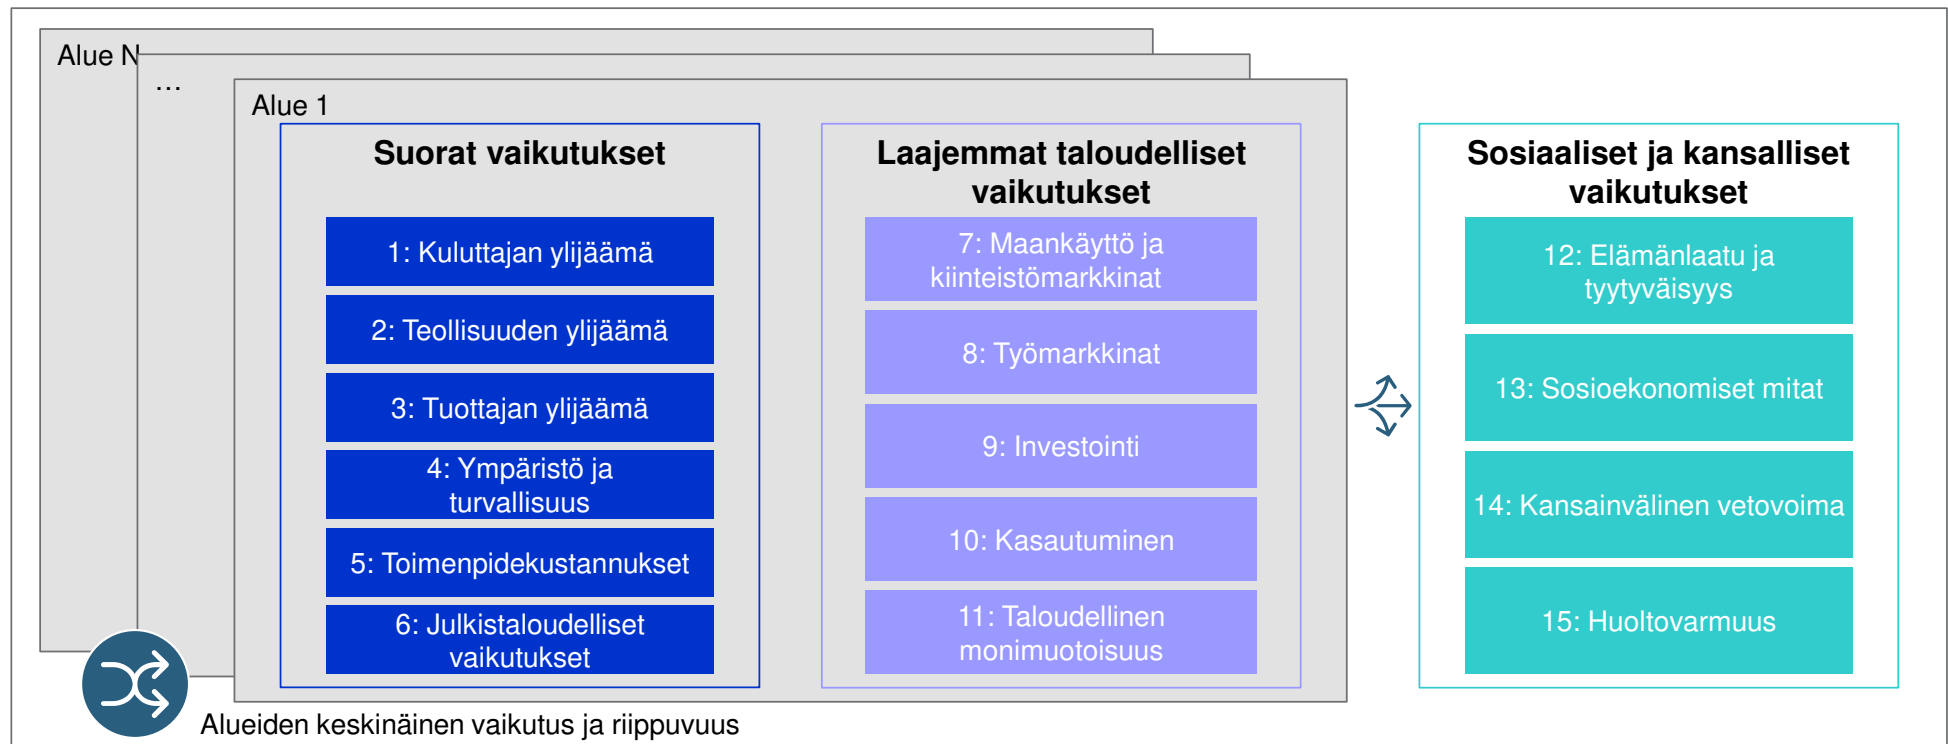 Alue N
…
Alue 1
Suorat vaikutukset
1: Kuluttajan ylijäämä
2: Teollisuuden ylijäämä
3: Tuottajan ylijäämä
4: Ympäristö ja
turvallisuus
5: Toimenpidekustannukset
6: Julkistaloudelliset
vaikutukset
Laajemmat taloudelliset
vaikutukset
7: Maankäyttö ja
kiinteistömarkkinat
8: Työmarkkinat
9: Investointi
10: Kasautuminen
11: Taloudellinen
monimuotoisuus
Sosiaaliset ja kansalliset
vaikutukset
12: Elämänlaatu ja
tyytyväisyys
13: Sosioekonomiset mitat
14: Kansainvälinen vetovoima
15: Huoltovarmuus
Alueiden keskinäinen vaikutus ja riippuvuus